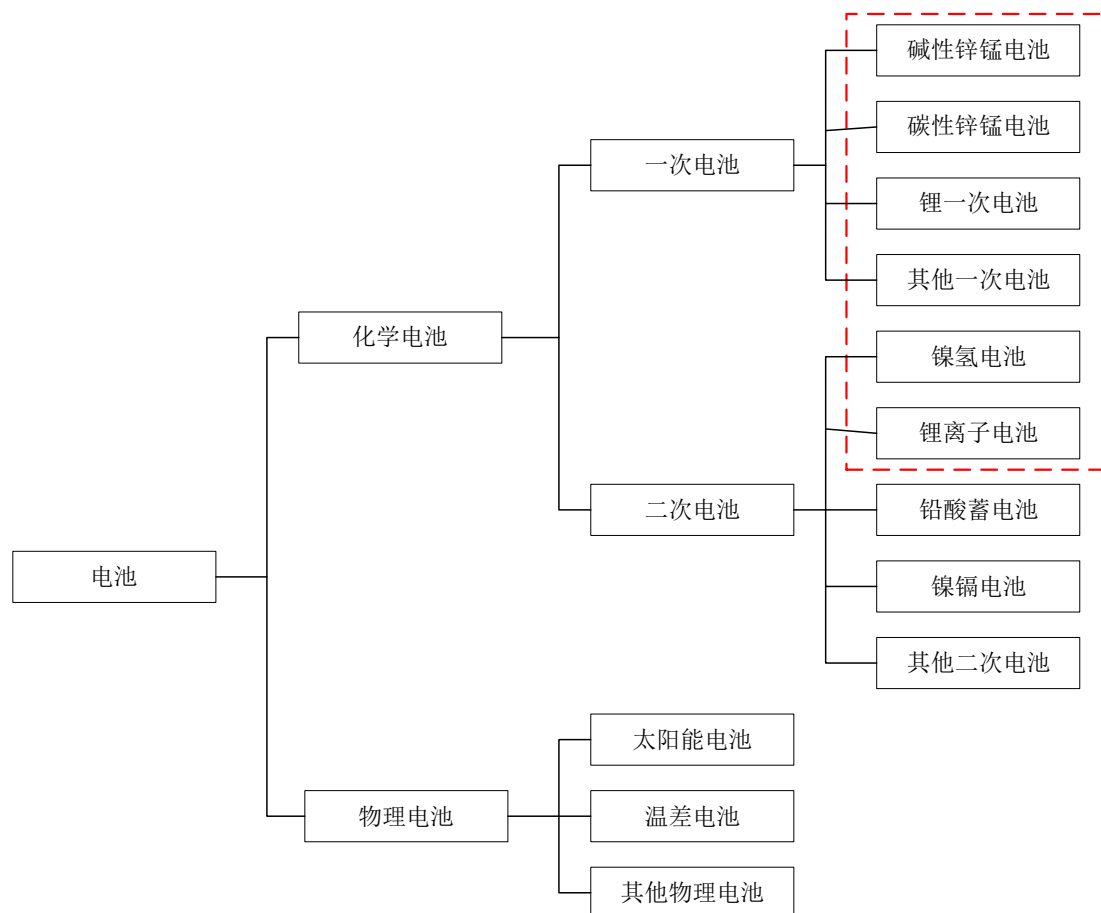 碱性锌锰电池
碳性锌锰电池
一次电池
锂一次电池
其他一次电池
化学电池
镍氢电池
锂离子电池
二次电池
铅酸蓄电池
电池
镍镉电池
其他二次电池
太阳能电池
物理电池
温差电池
其他物理电池